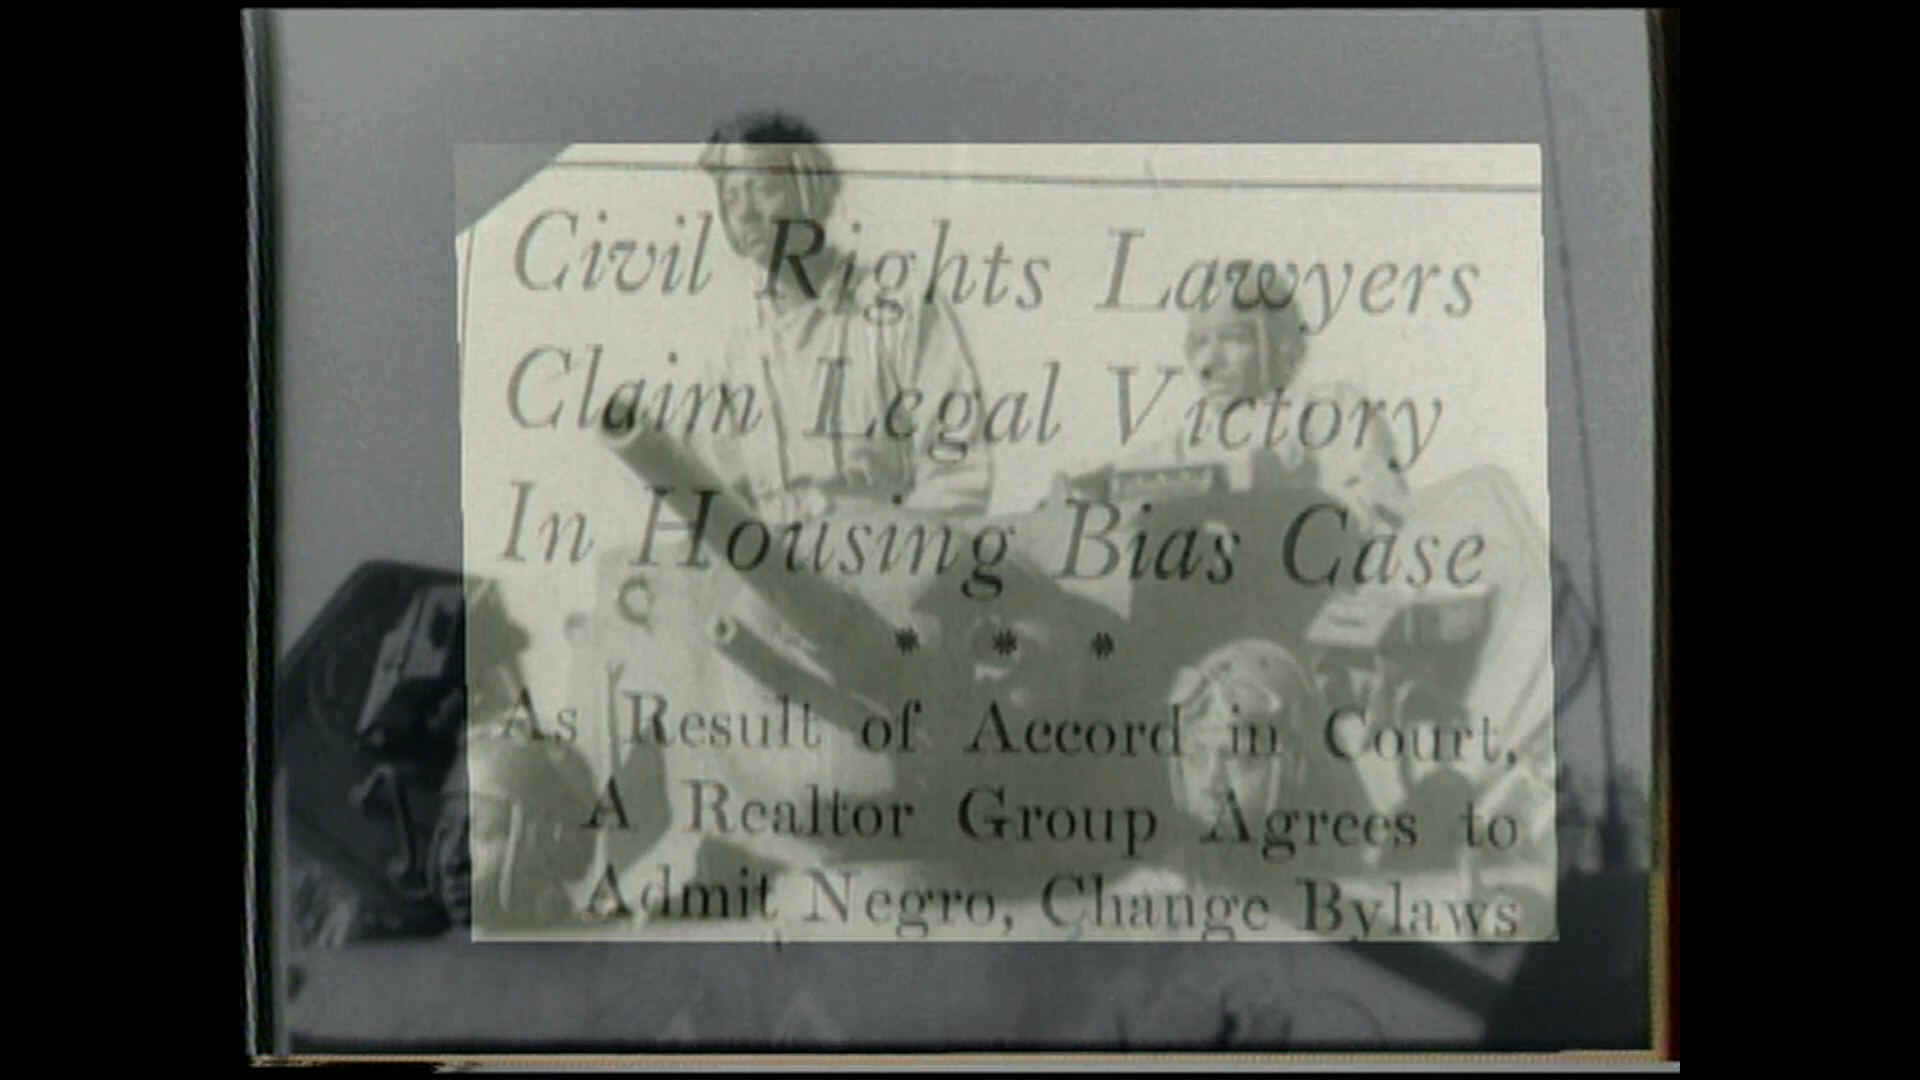 Civil Rights Lawyers
Claim Legal Victory
In Housing Bias Case
* * *
As Result of Accord in Court,
A Realtor Group Agrees to
Admit Negro, Change Bylaws